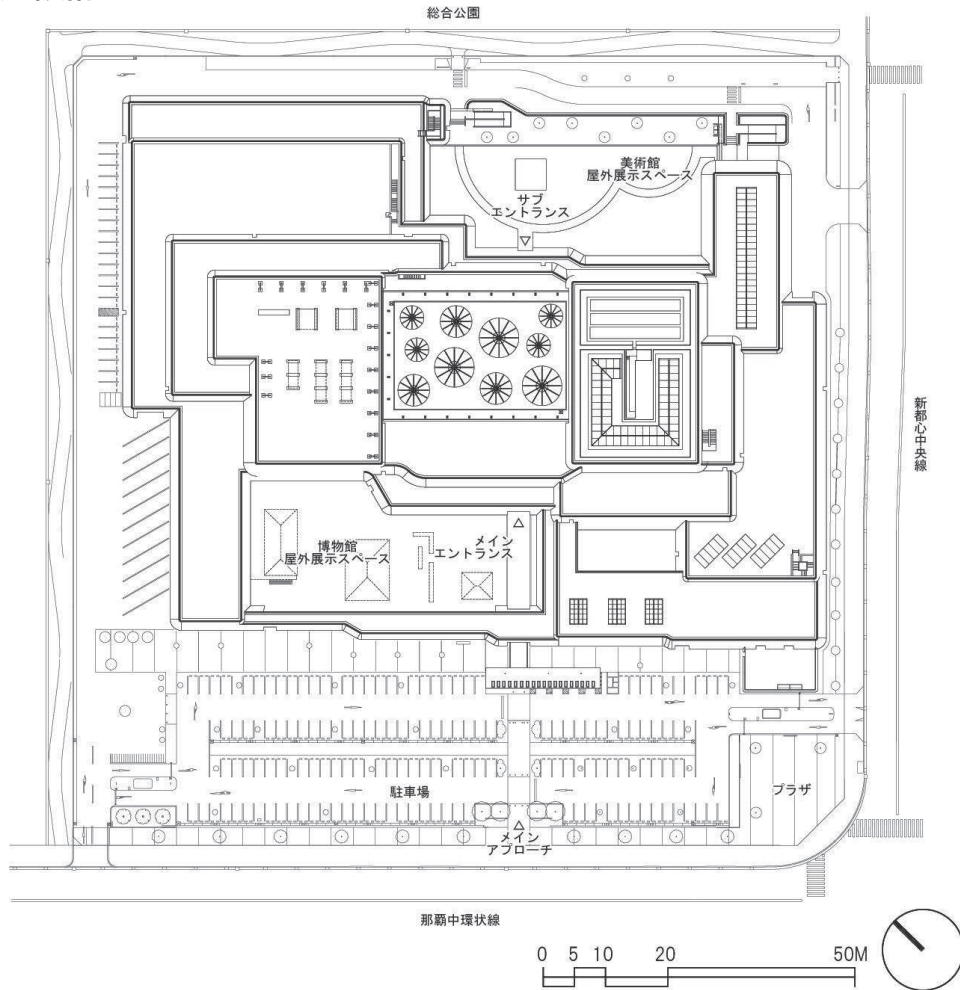 総合公園
美術館
屋外展示スペース
サブ
エントランス
新都心中央線
博物館
屋外展示スペース
メイン
エントランス
駐車場
プラザ
メイン
アプローチ
那覇中環状線
0 5 10 20 50M